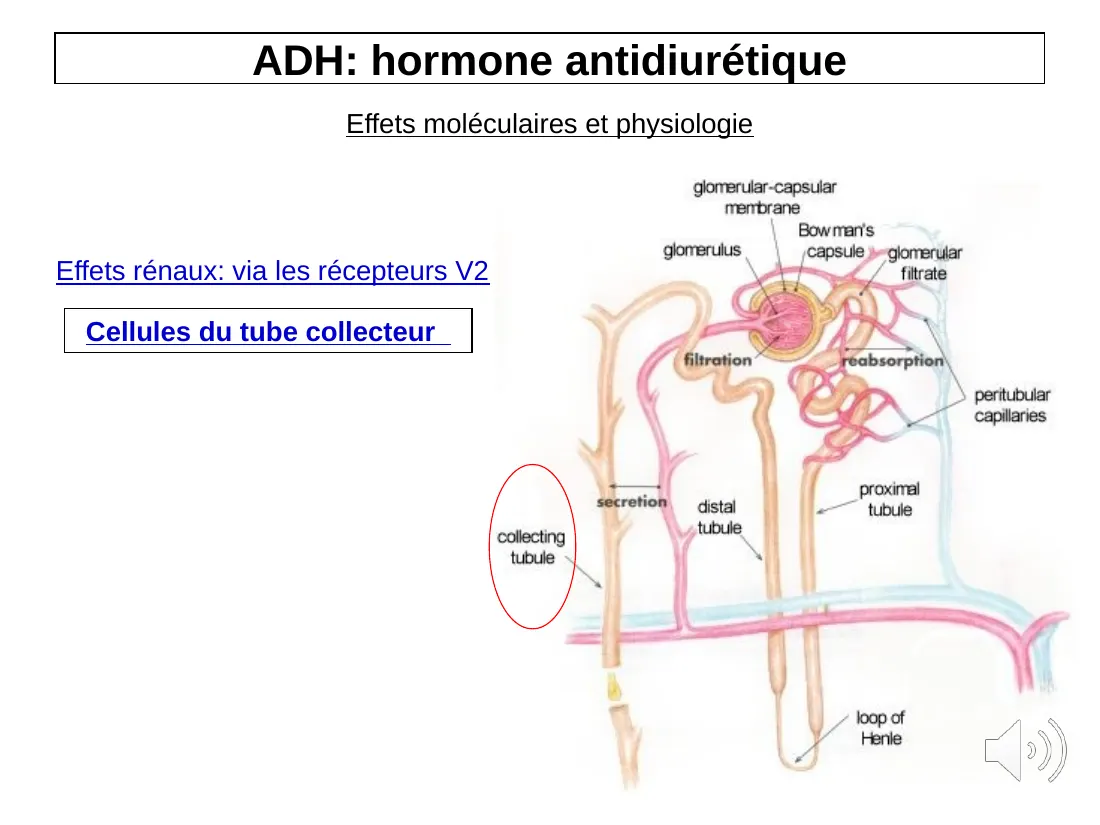 ADH: hormone antidiurétique
Effets moléculaires et physiologie
glomerular-capsular
membrane
Bowman's
capsule
glomerulus
glomerular
filtrate
Effets rénaux: via les récepteurs V2
Cellules du tube collecteur
filtration
reabsorption
peritubular
capillaries
secretion
proximal
tubule
distal
tubule
collecting
tubule
loop of
Henle